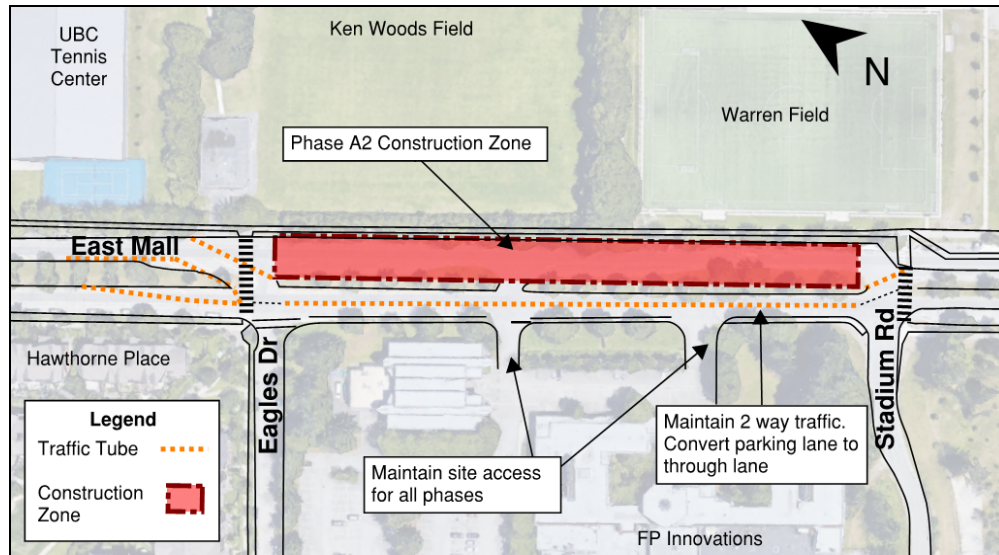 UBC
Tennis
Center
Ken Woods Field
N
Warren Field
Phase A2 Construction Zone
East Mall
Hawthorne Place
Eagles Dr
Stadium Rd
Legend
Traffic Tube
Construction
Zone
Maintain site access
for all phases
Maintain 2 way traffic.
Convert parking lane to
through lane
FP Innovations